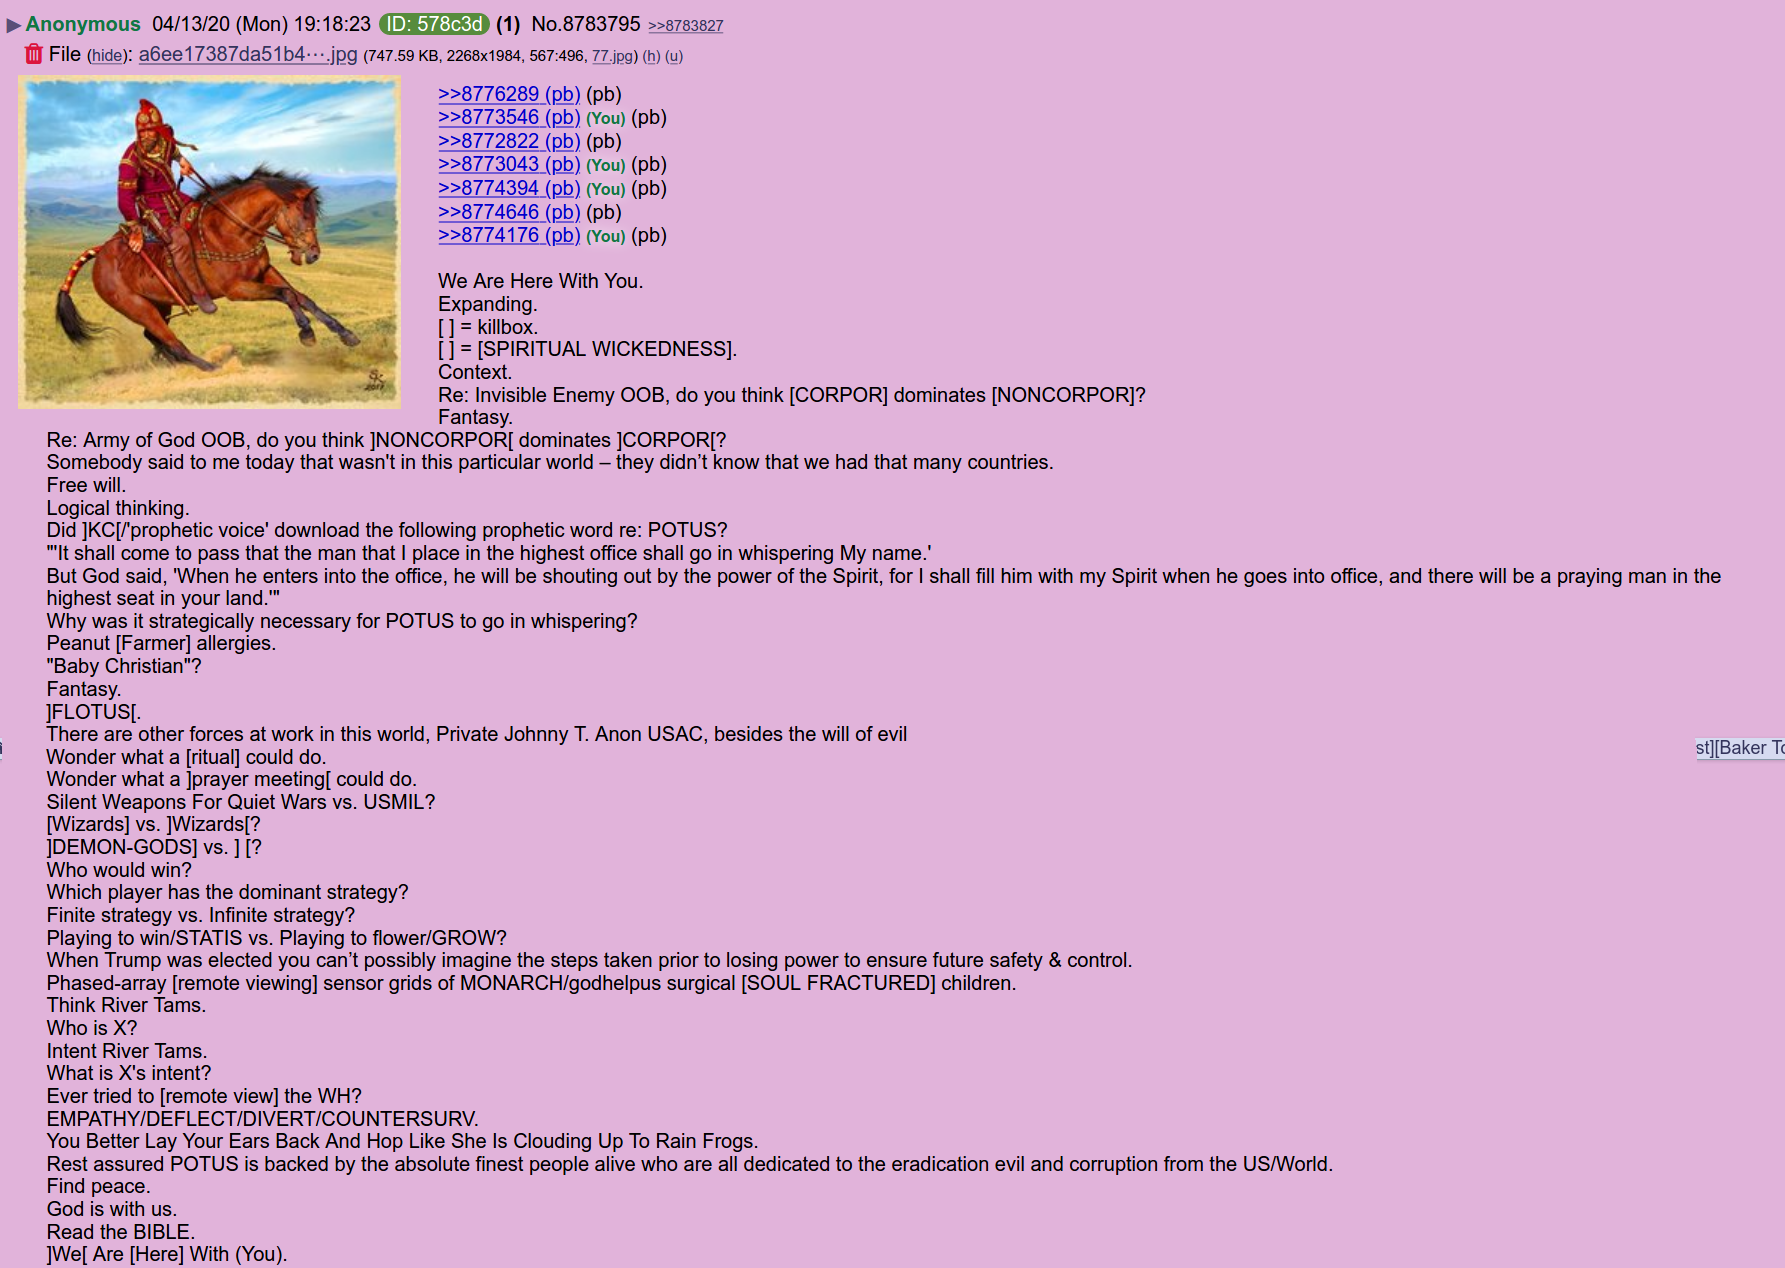 ▶Anonymous 04/13/20 (Mon) 19:18:23 ID: 578c3d (1) No.8783795 >>8783827
File (hide): a6ee17387da51b4⋯.jpg (747.59 KB, 2268x1984, 567:496, 77.jpg) (h) (u)
>>8776289 (pb) (pb)
>>8773546 (pb) (You) (pb)
>>8772822 (pb) (pb)
>>8773043 (pb) (You) (pb)
>>8774394 (pb) (You) (pb)
>>8774646 (pb) (pb)
>>8774176 (pb) (You) (pb)
We Are Here With You.
Expanding.
[ ] = killbox.
[ ] = [SPIRITUAL WICKEDNESS].
Context.
Re: Invisible Enemy OOB, do you think [CORPOR] dominates [NONCORPOR]?
Fantasy.
Re: Army of God OOB, do you think ]NONCORPOR[ dominates ]CORPOR[?
Somebody said to me today that wasn't in this particular world – they didn’t know that we had that many countries.
Free will.
Logical thinking.
Did ]KC[/'prophetic voice' download the following prophetic word re: POTUS?
"'It shall come to pass that the man that I place in the highest office shall go in whispering My name.'
But God said, 'When he enters into the office, he will be shouting out by the power of the Spirit, for I shall fill him with my Spirit when he goes into office, and there will be a praying man in the
highest seat in your land.'"
Why was it strategically necessary for POTUS to go in whispering?
Peanut [Farmer] allergies.
"Baby Christian"?
Fantasy.
]FLOTUS[.
There are other forces at work in this world, Private Johnny T. Anon USAC, besides the will of evil
st][Baker To
Wonder what a [ritual] could do.
Wonder what a ]prayer meeting[ could do.
Silent Weapons For Quiet Wars vs. USMIL?
[Wizards] vs. ]Wizards[?
]DEMON-GODS] vs. ] [?
Who would win?
Which player has the dominant strategy?
Finite strategy vs. Infinite strategy?
Playing to win/STATIS vs. Playing to flower/GROW?
When Trump was elected you can’t possibly imagine the steps taken prior to losing power to ensure future safety & control.
Phased-array [remote viewing] sensor grids of MONARCH/godhelpus surgical [SOUL FRACTURED] children.
Think River Tams.
Who is X?
Intent River Tams.
What is X's intent?
Ever tried to [remote view] the WH?
EMPATHY/DEFLECT/DIVERT/COUNTERSURV.
You Better Lay Your Ears Back And Hop Like She Is Clouding Up To Rain Frogs.
Rest assured POTUS is backed by the absolute finest people alive who are all dedicated to the eradication evil and corruption from the US/World.
Find peace.
God is with us.
Read the BIBLE.
]We[ Are [Here] With (You).